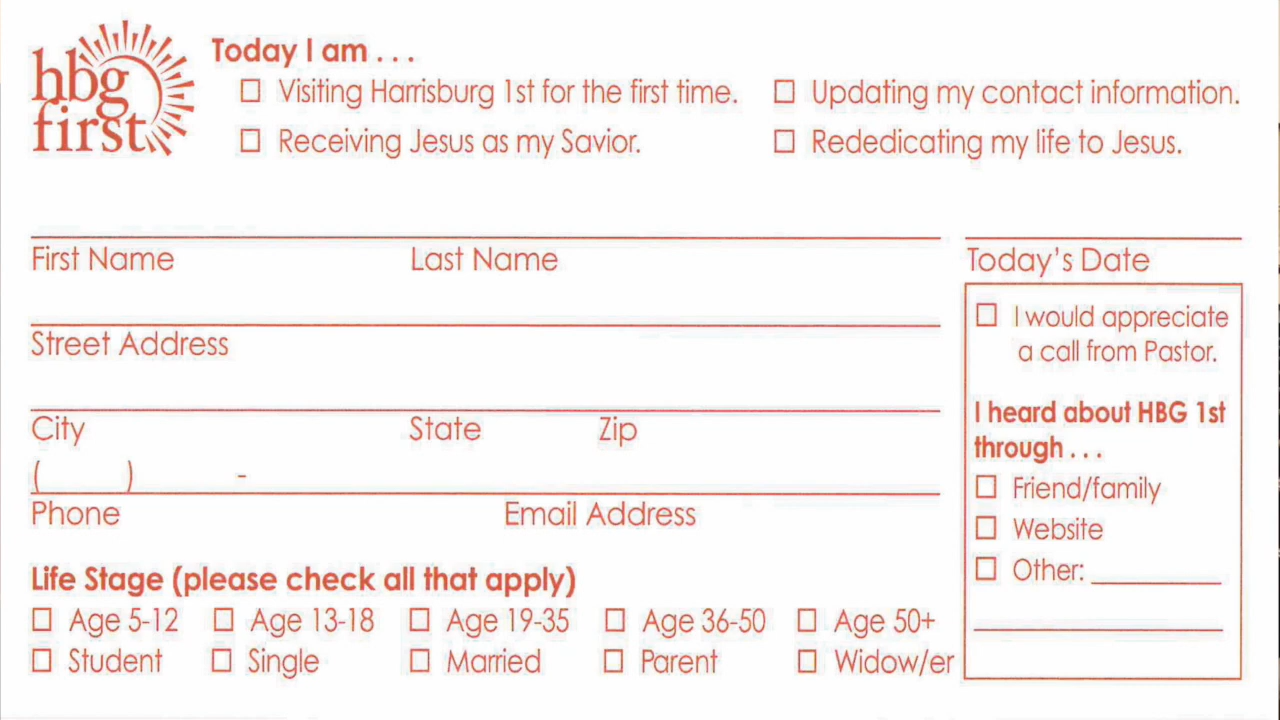 hbg
first
Today I am . . .
☐ Visiting Harrisburg 1st for the first time. ☐ Updating my contact information.
☐ Receiving Jesus as my Savior. ☐ Rededicating my life to Jesus.
First Name Last Name Today's Date
Street Address
City State Zip
( ) -
Phone Email Address
☐ I would appreciate
a call from Pastor.
I heard about HBG 1st
through . . .
☐ Friend/family
☐ Website
☐ Other: ________
Life Stage (please check all that apply)
☐ Age 5-12 ☐ Age 13-18 ☐ Age 19-35 ☐ Age 36-50 ☐ Age 50+
☐ Student ☐ Single ☐ Married ☐ Parent ☐ Widow/er